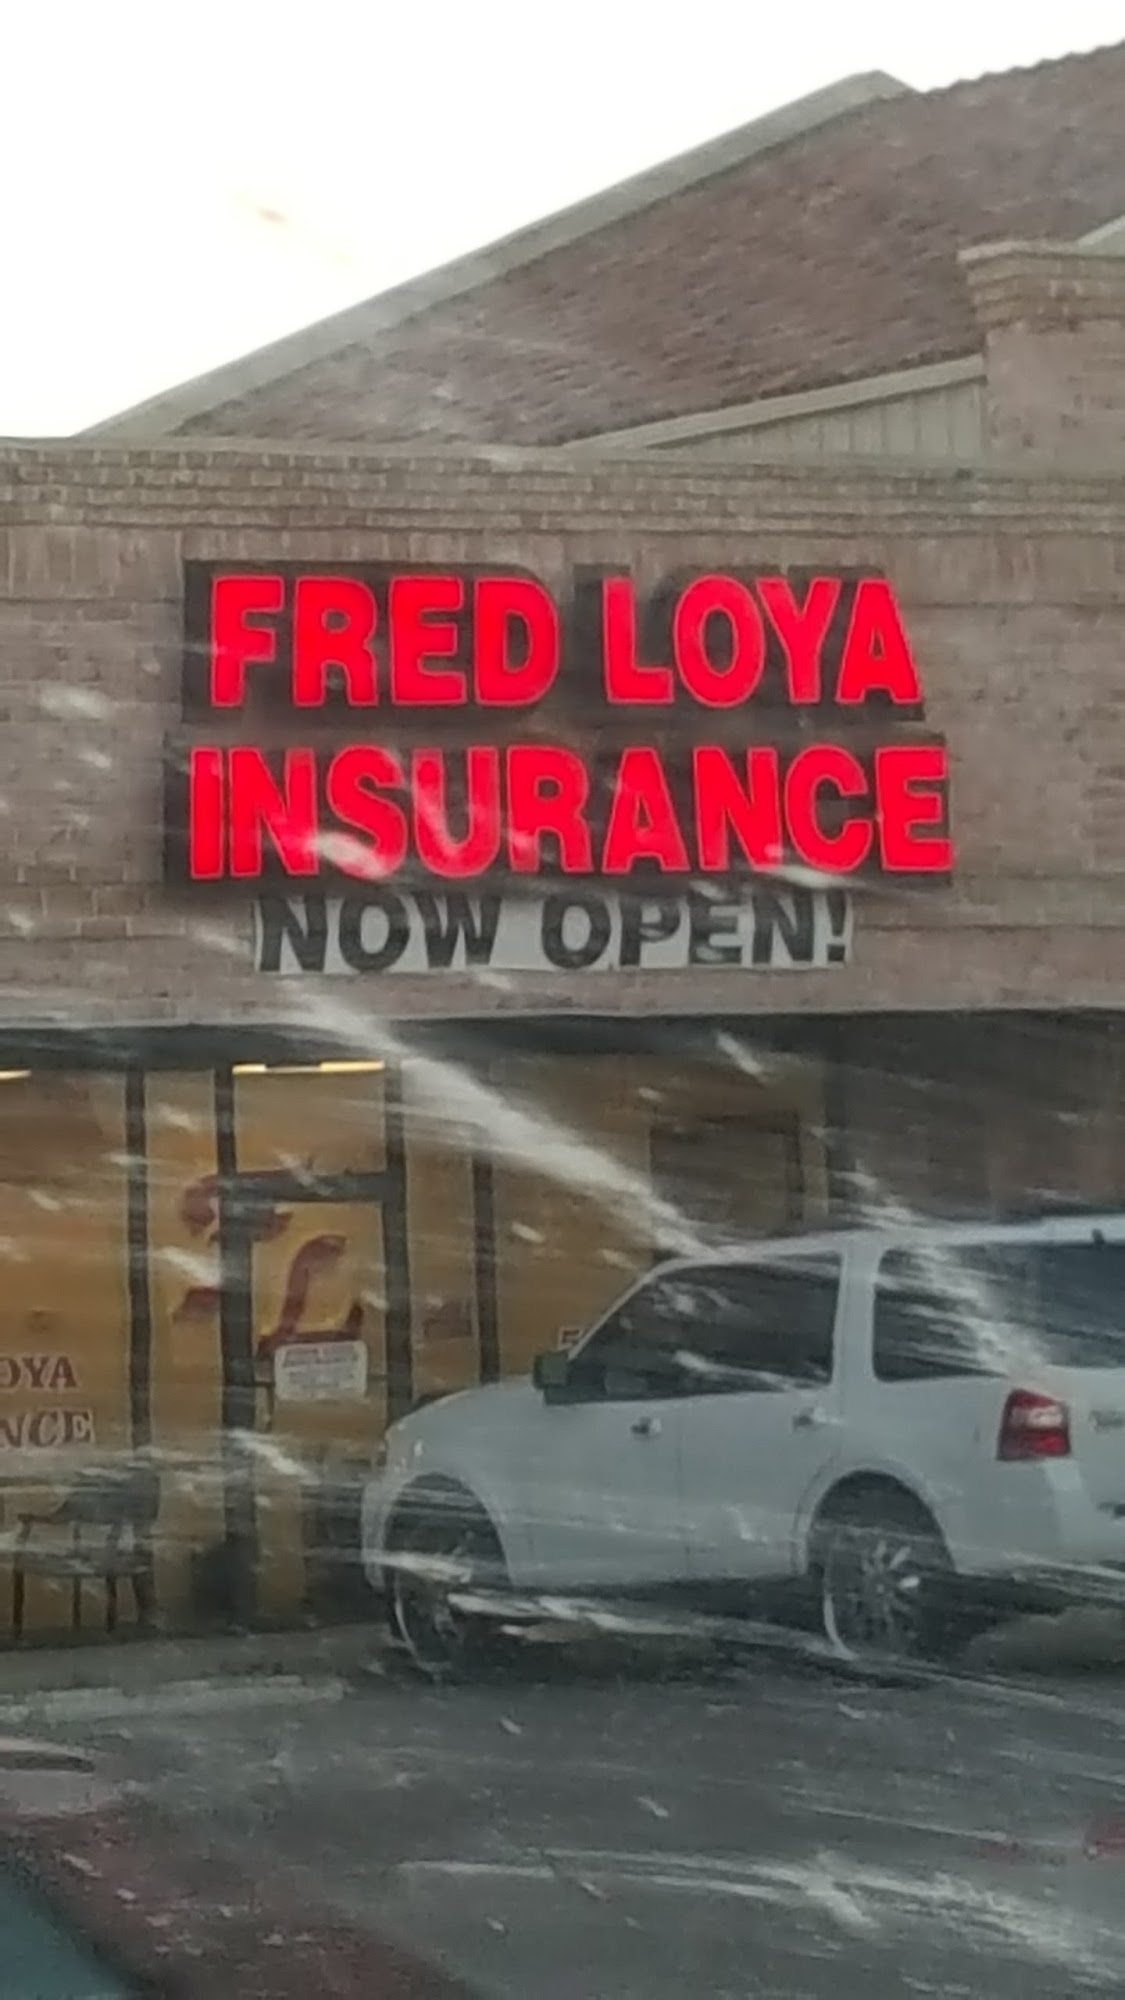 FRED LOYA
INSURANCE
NOW OPEN!
L
OYA
NCE